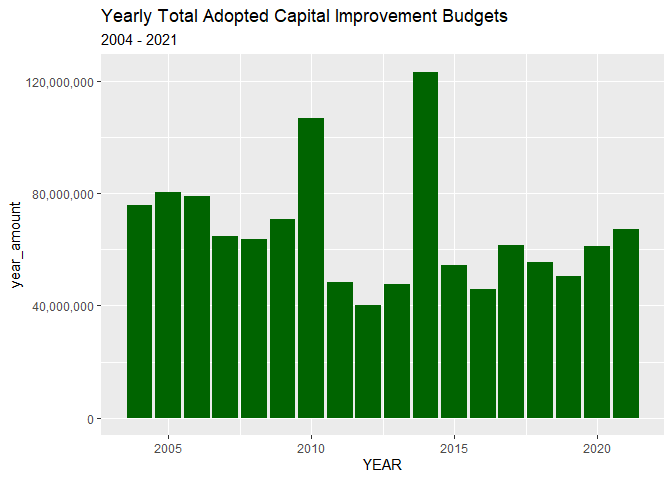 Yearly Total Adopted Capital Improvement Budgets
2004 - 2021
120,000,000
80,000,000
40,000,000
0
year_amount
2005 2010 2015 2020
YEAR